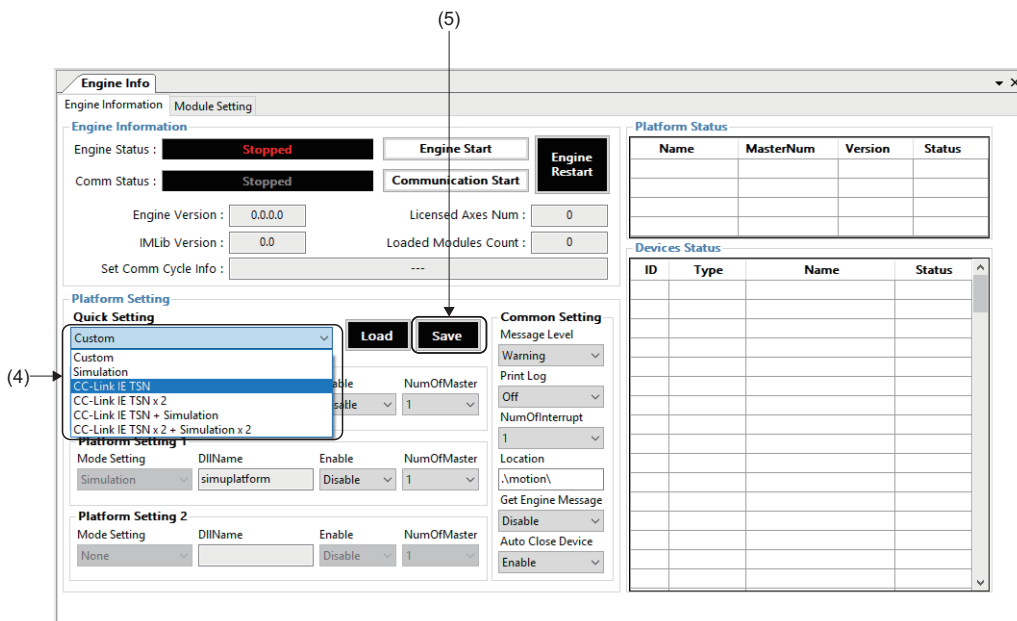 (5)
Engine Info
Engine Information Module Setting
Engine Information
Engine Status : Stopped Engine Start Engine Restart
Comm Status : Stopped Communication Start
Engine Version : 0.0.0.0 Licensed Axes Num : 0
IMLib Version : 0.0 Loaded Modules Count : 0
Set Comm Cycle Info : ---
Platform Status
Name MasterNum Version Status
Devices Status
ID Type Name Status
Platform Setting
Quick Setting
Custom Load Save
(4)
Custom
Simulation
CC-Link IE TSN
CC-Link IE TSN x 2
CC-Link IE TSN + Simulation
CC-Link IE TSN x 2 + Simulation x 2
NumOfMaster
1
Platform Setting 1
Mode Setting DllName Enable NumOfMaster
Simulation simuplatform Disable 1
Platform Setting 2
Mode Setting DllName Enable NumOfMaster
None Disable 1
Common Setting
Message Level
Warning
Print Log
Off
NumOfInterrupt
1
Location
.\motion\
Get Engine Message
Disable
Auto Close Device
Enable